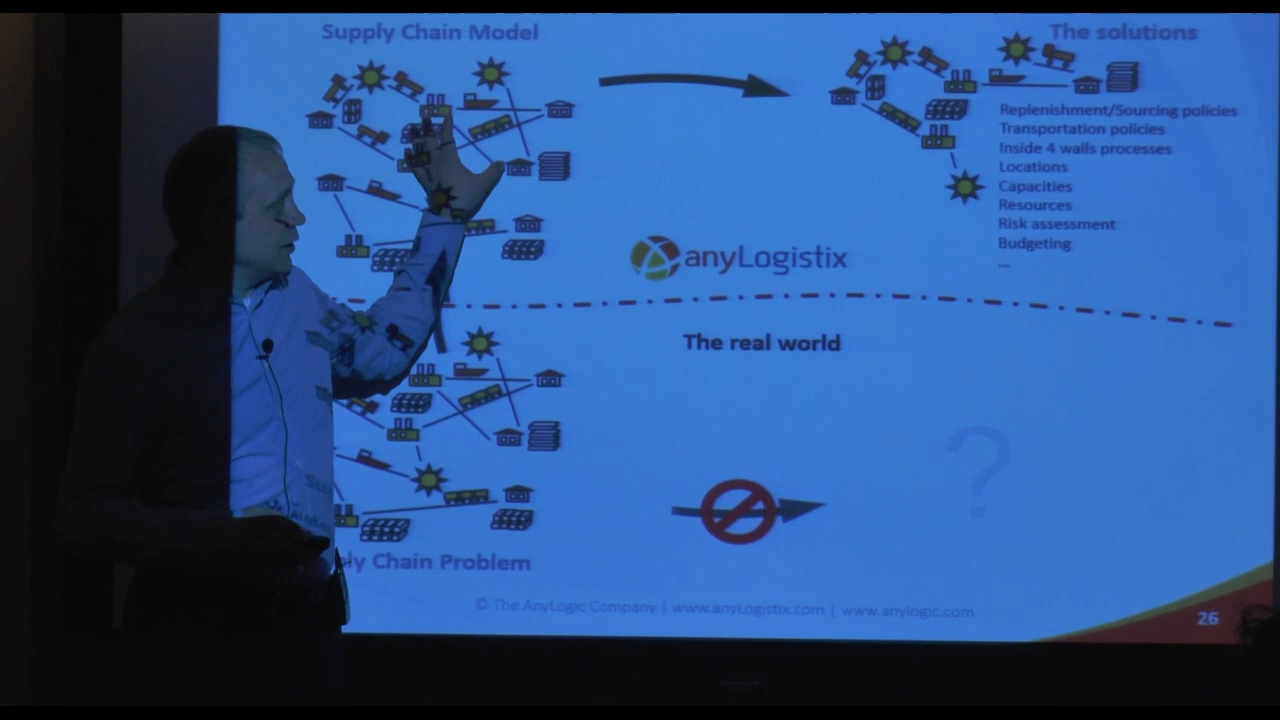 Supply Chain Model
The solutions
Replenishment/Sourcing policies
Transportation policies
Inside 4 walls processes
Locations
Capacities
Resources
Risk assessment
Budgeting
...
anyLogistix
The real world
?
ly Chain Problem
© The AnyLogic Company | www.anyLogistix.com | www.anylogic.com
26